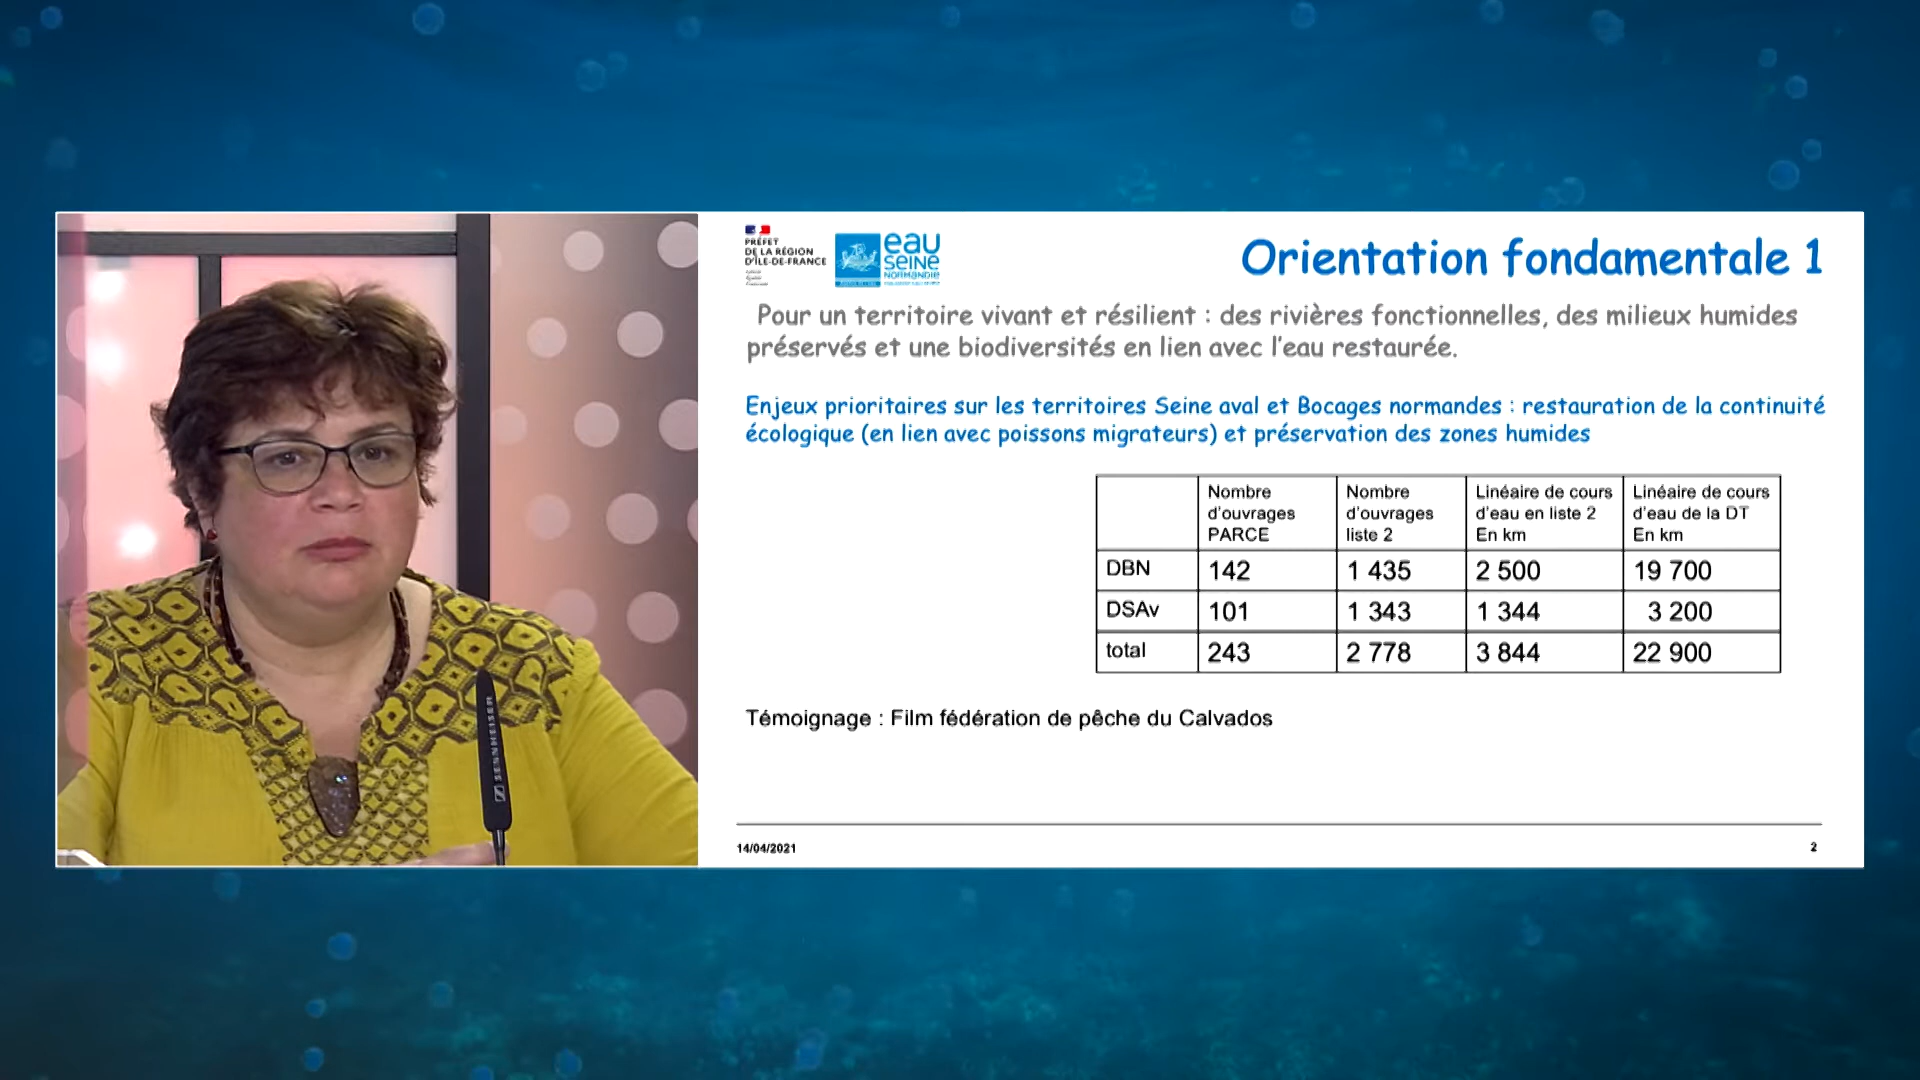 PRÉFET
DE LA RÉGION
D'ÎLE-DE-FRANCE
eau
seine
NORMANDIE
Orientation fondamentale 1
Pour un territoire vivant et résilient : des rivières fonctionnelles, des milieux humides
préservés et une biodiversités en lien avec l'eau restaurée.
Enjeux prioritaires sur les territoires Seine aval et Bocages normandes : restauration de la continuité
écologique (en lien avec poissons migrateurs) et préservation des zones humides
Nombre d'ouvrages PARCE Nombre d'ouvrages liste 2 Linéaire de cours d'eau en liste 2 En km Linéaire de cours d'eau de la DT En km
DBN 142 1 435 2 500 19 700
DSAv 101 1 343 1 344 3 200
total 243 2 778 3 844 22 900
Témoignage : Film fédération de pêche du Calvados
14/04/2021 2
SENNHEISER